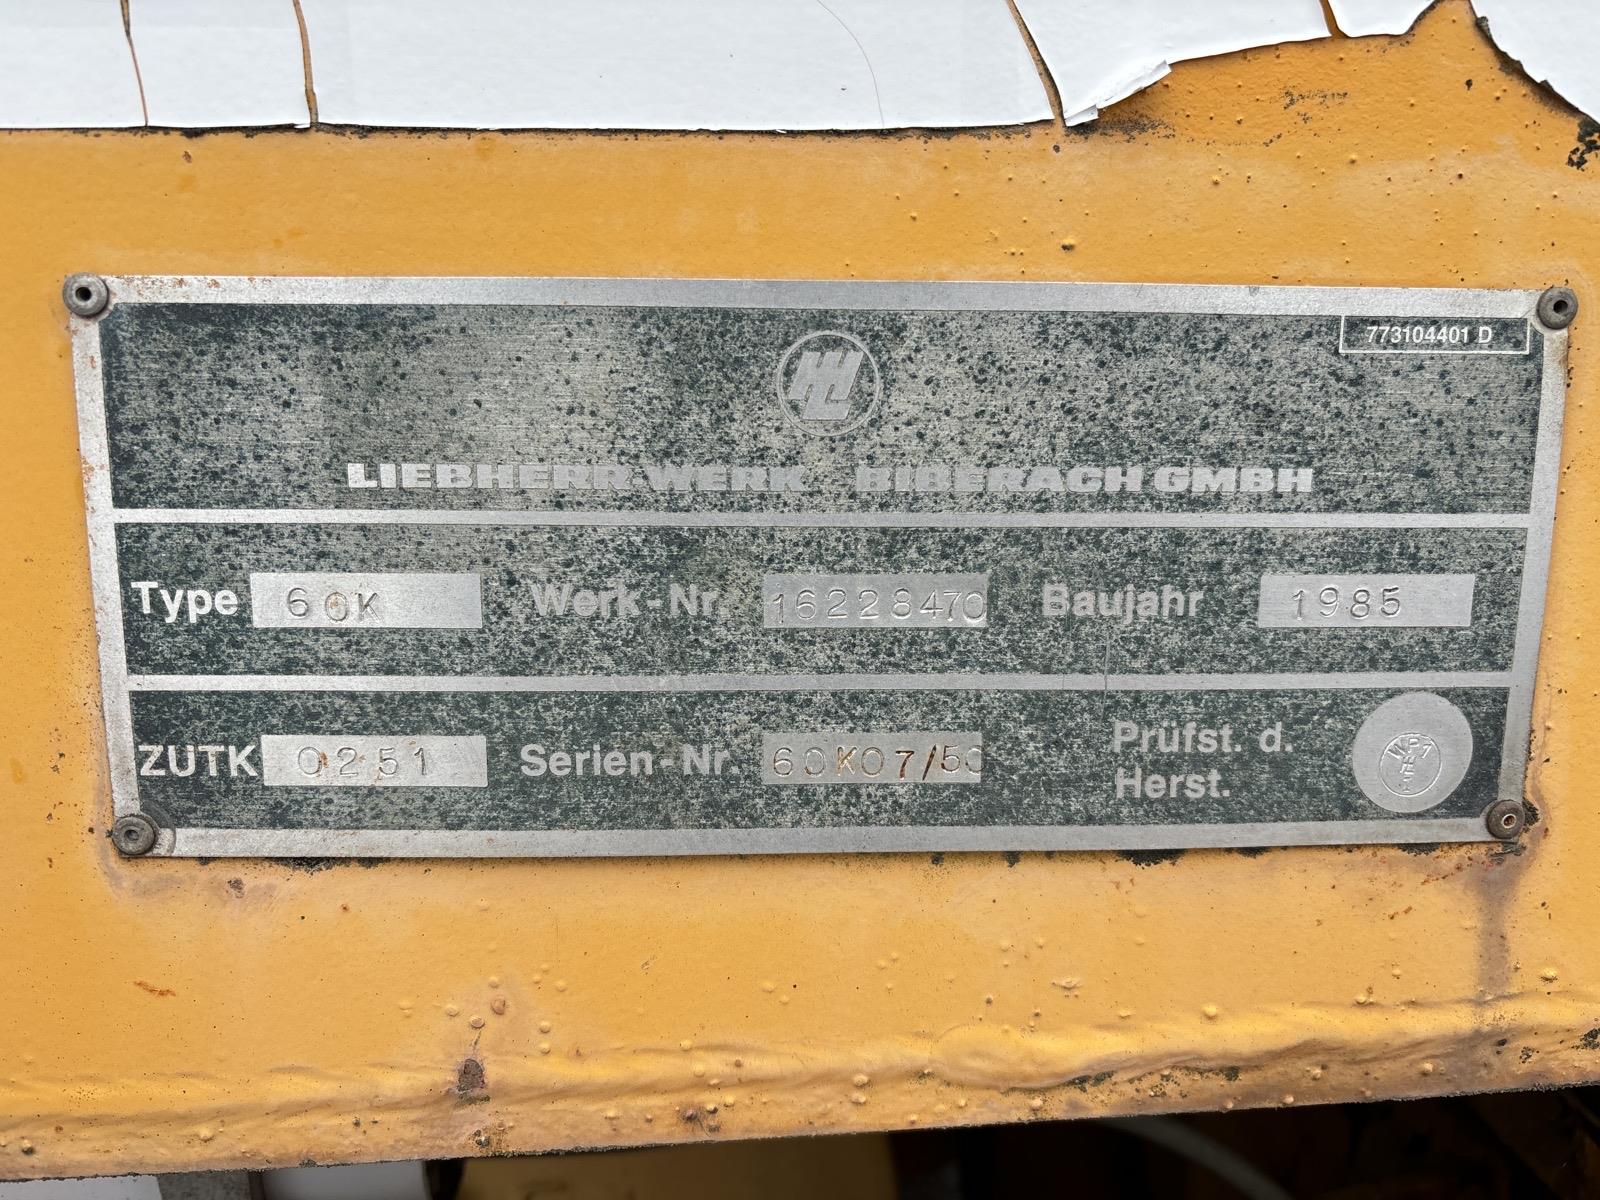 773104401 D
LIEBHERR-WERK BIBERACH GMBH
Type 60K Werk-Nr. 16228470 Baujahr 1985
ZUTK 0251 Serien-Nr. 60K07/50 Prüfst. d.
Herst.